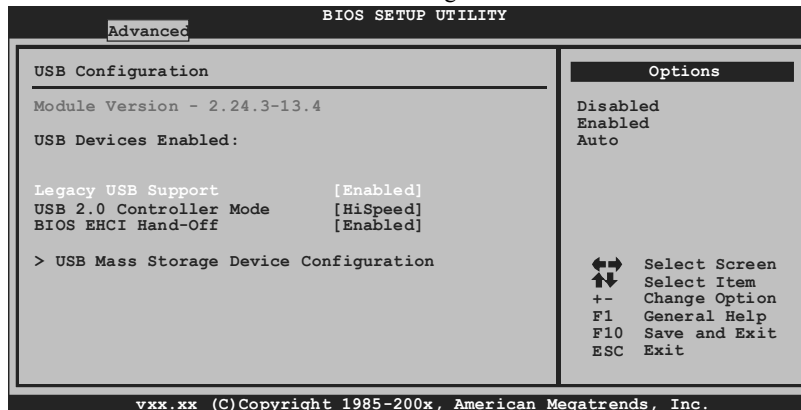 BIOS SETUP UTILITY
Advanced
USB Configuration
Module Version - 2.24.3-13.4
USB Devices Enabled:
Legacy USB Support [Enabled]
USB 2.0 Controller Mode [HiSpeed]
BIOS EHCI Hand-Off [Enabled]
> USB Mass Storage Device Configuration
Options
Disabled
Enabled
Auto
Select Screen
Select Item
+- Change Option
F1 General Help
F10 Save and Exit
ESC Exit
vxx.xx (C)Copyright 1985-200x, American Megatrends, Inc.